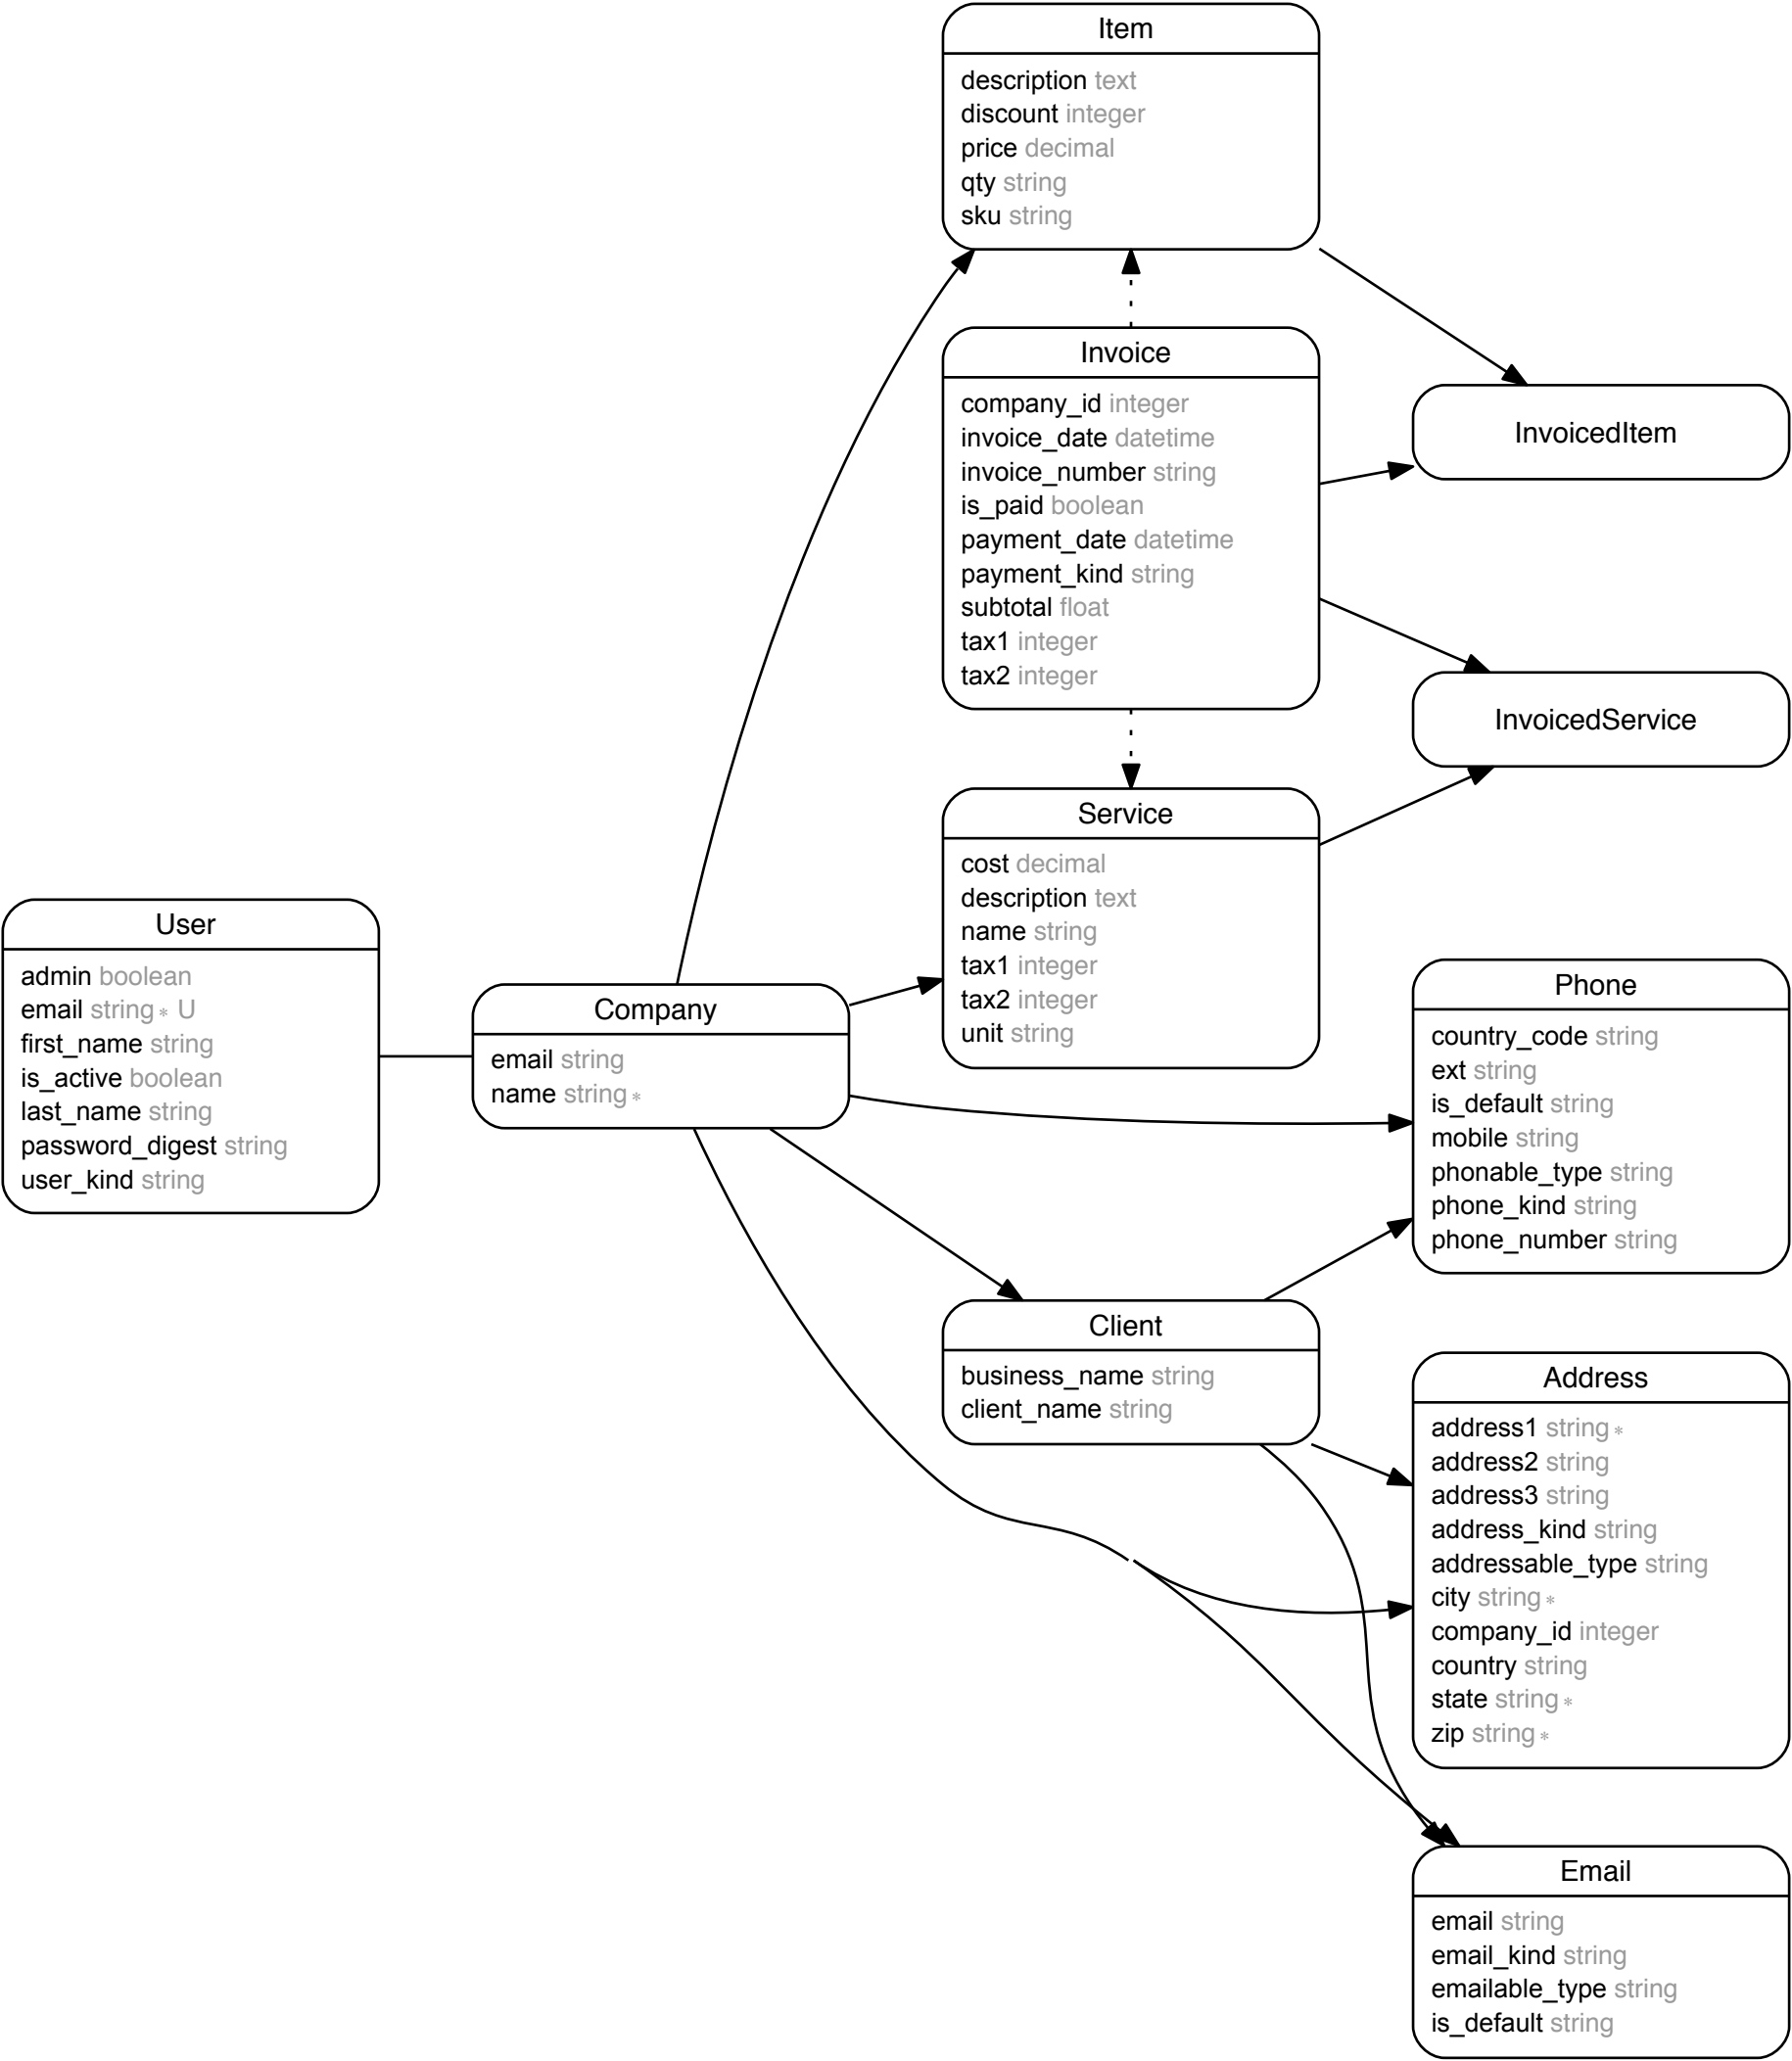 Item
description text
discount integer
price decimal
qty string
sku string
Invoice
company_id integer
invoice_date datetime
invoice_number string
is_paid boolean
payment_date datetime
payment_kind string
subtotal float
tax1 integer
tax2 integer
InvoicedItem
InvoicedService
Service
cost decimal
description text
name string
tax1 integer
tax2 integer
unit string
User
admin boolean
email string∗ U
first_name string
is_active boolean
last_name string
password_digest string
user_kind string
Company
email string
name string∗
Phone
country_code string
ext string
is_default string
mobile string
phonable_type string
phone_kind string
phone_number string
Client
business_name string
client_name string
Address
address1 string∗
address2 string
address3 string
address_kind string
addressable_type string
city string∗
company_id integer
country string
state string∗
zip string∗
Email
email string
email_kind string
emailable_type string
is_default string